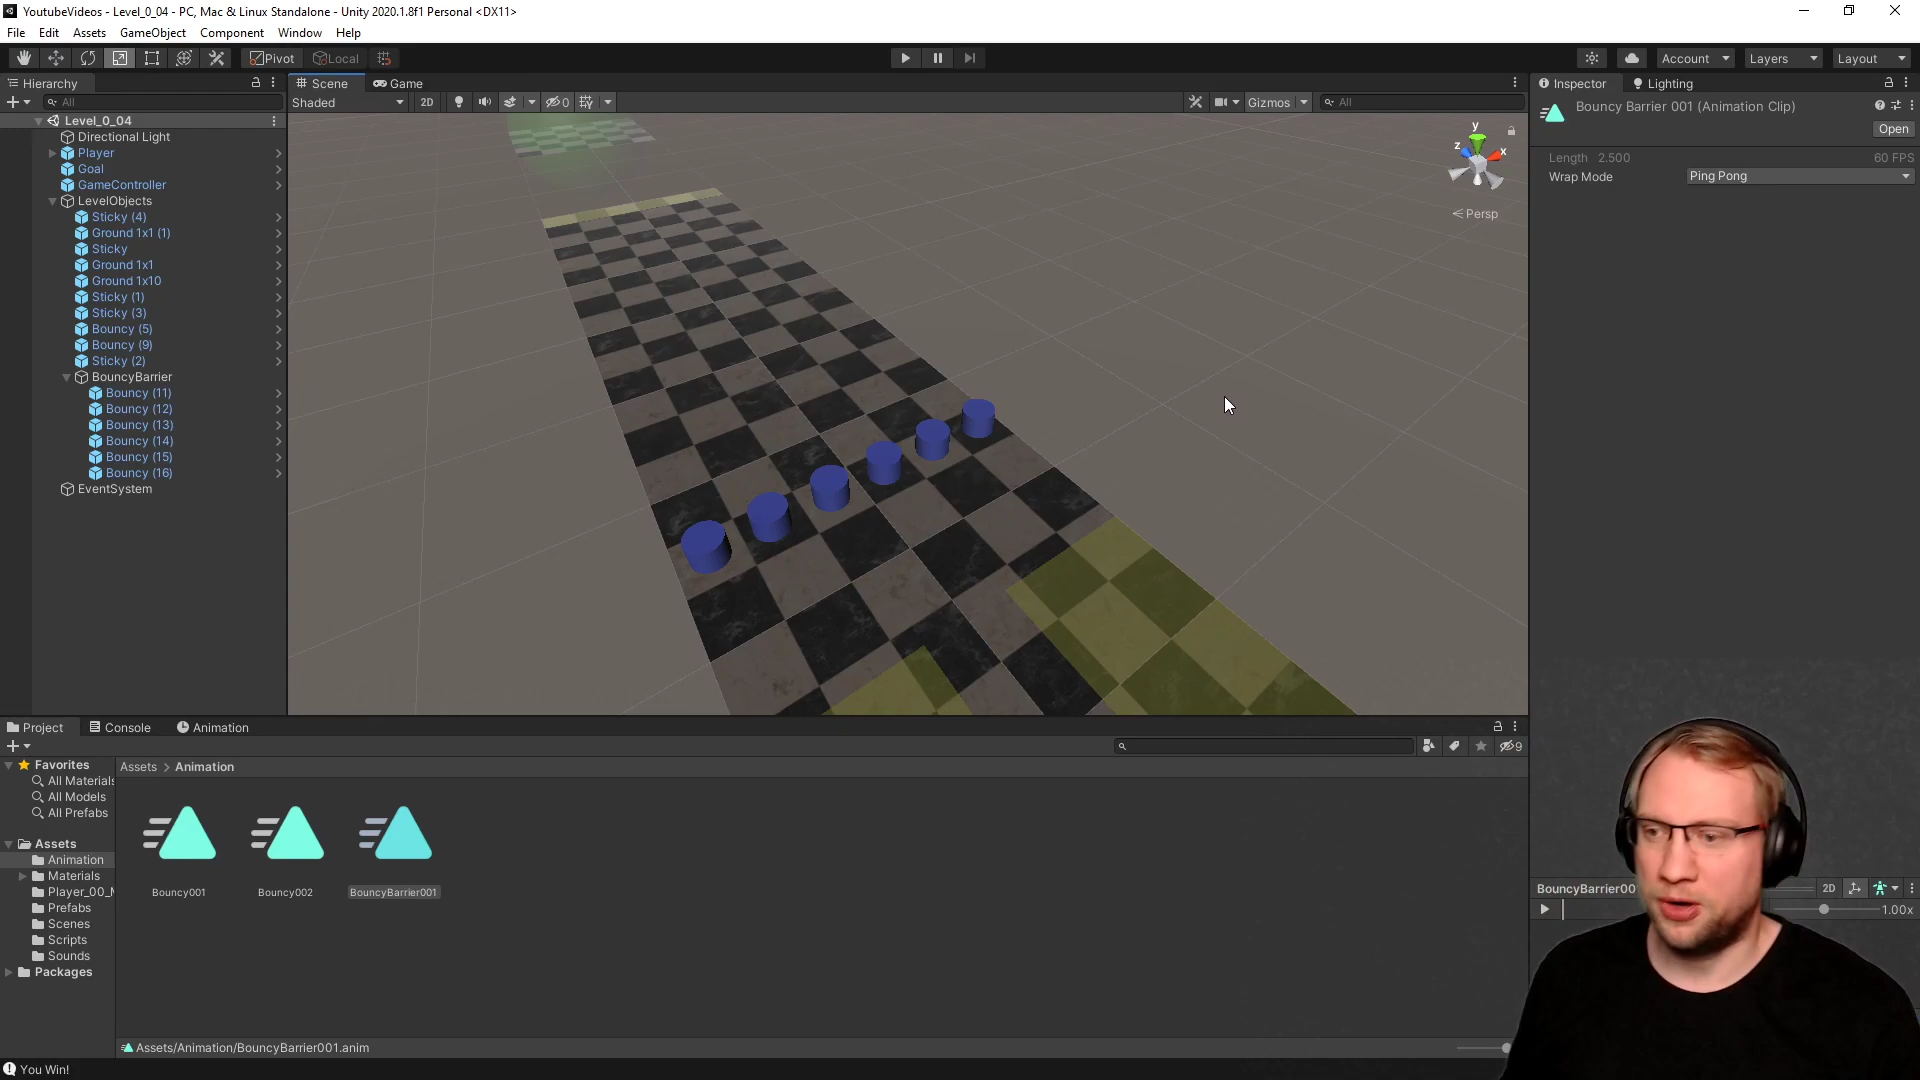 YoutubeVideos - Level_0_04 - PC, Mac & Linux Standalone - Unity 2020.1.8f1 Personal <DX11>
File Edit Assets GameObject Component Window Help
Pivot Local Account Layers Layout
Hierarchy
All
Level_0_04
Directional Light
Player
Goal
GameController
LevelObjects
Sticky (4)
Ground 1x1 (1)
Sticky
Ground 1x1
Ground 1x10
Sticky (1)
Sticky (3)
Bouncy (5)
Bouncy (9)
Sticky (2)
BouncyBarrier
Bouncy (11)
Bouncy (12)
Bouncy (13)
Bouncy (14)
Bouncy (15)
Bouncy (16)
EventSystem
Scene Game
Shaded 2D 0 Gizmos All
y
z x
Persp
Inspector Lighting
Bouncy Barrier 001 (Animation Clip)
Open
Length 2.500 60 FPS
Wrap Mode Ping Pong
Project Console Animation
9
Favorites
All Materials
All Models
All Prefabs
Assets
Animation
Materials
Player_00_
Prefabs
Scenes
Scripts
Sounds
Packages
Assets > Animation
Bouncy001 Bouncy002 BouncyBarrier001
Assets/Animation/BouncyBarrier001.anim
BouncyBarrier00 2D
1.00x
You Win!